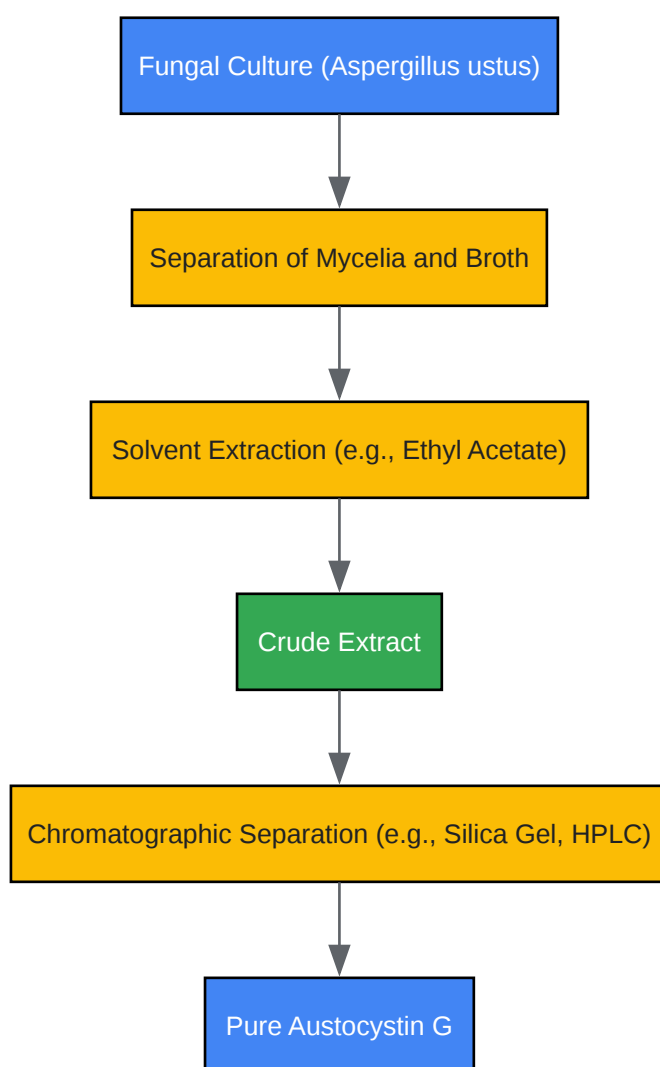 Fungal Culture (Aspergillus ustus)
Separation of Mycelia and Broth
Solvent Extraction (e.g., Ethyl Acetate)
Crude Extract
Chromatographic Separation (e.g., Silica Gel, HPLC)
Pure Austocystin G